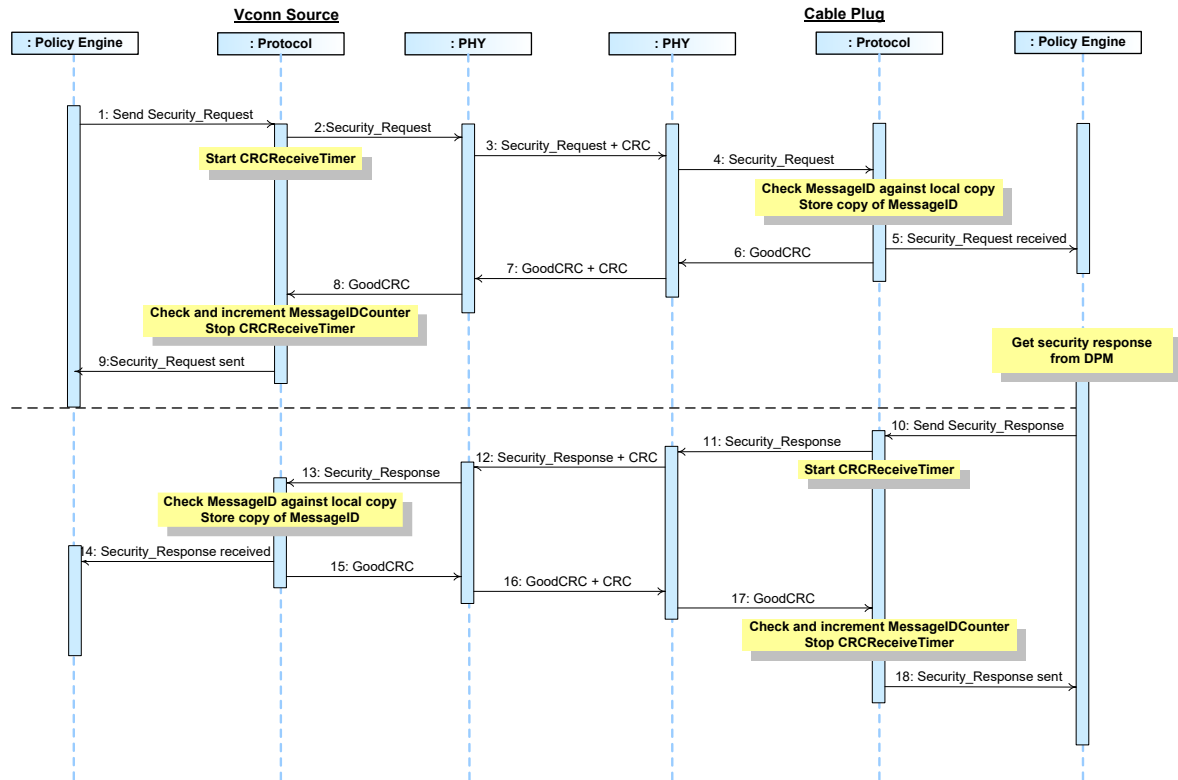 Vconn Source
Cable Plug
: Policy Engine
: Protocol
: PHY
: PHY
: Protocol
: Policy Engine
1: Send Security_Request
2:Security_Request
Start CRCReceiveTimer
3: Security_Request + CRC
4: Security_Request
Check MessageID against local copy
Store copy of MessageID
5: Security_Request received
6: GoodCRC
7: GoodCRC + CRC
8: GoodCRC
Check and increment MessageIDCounter
Stop CRCReceiveTimer
9:Security_Request sent
Get security response
from DPM
10: Send Security_Response
11: Security_Response
Start CRCReceiveTimer
12: Security_Response + CRC
13: Security_Response
Check MessageID against local copy
Store copy of MessageID
14: Security_Response received
15: GoodCRC
16: GoodCRC + CRC
17: GoodCRC
Check and increment MessageIDCounter
Stop CRCReceiveTimer
18: Security_Response sent